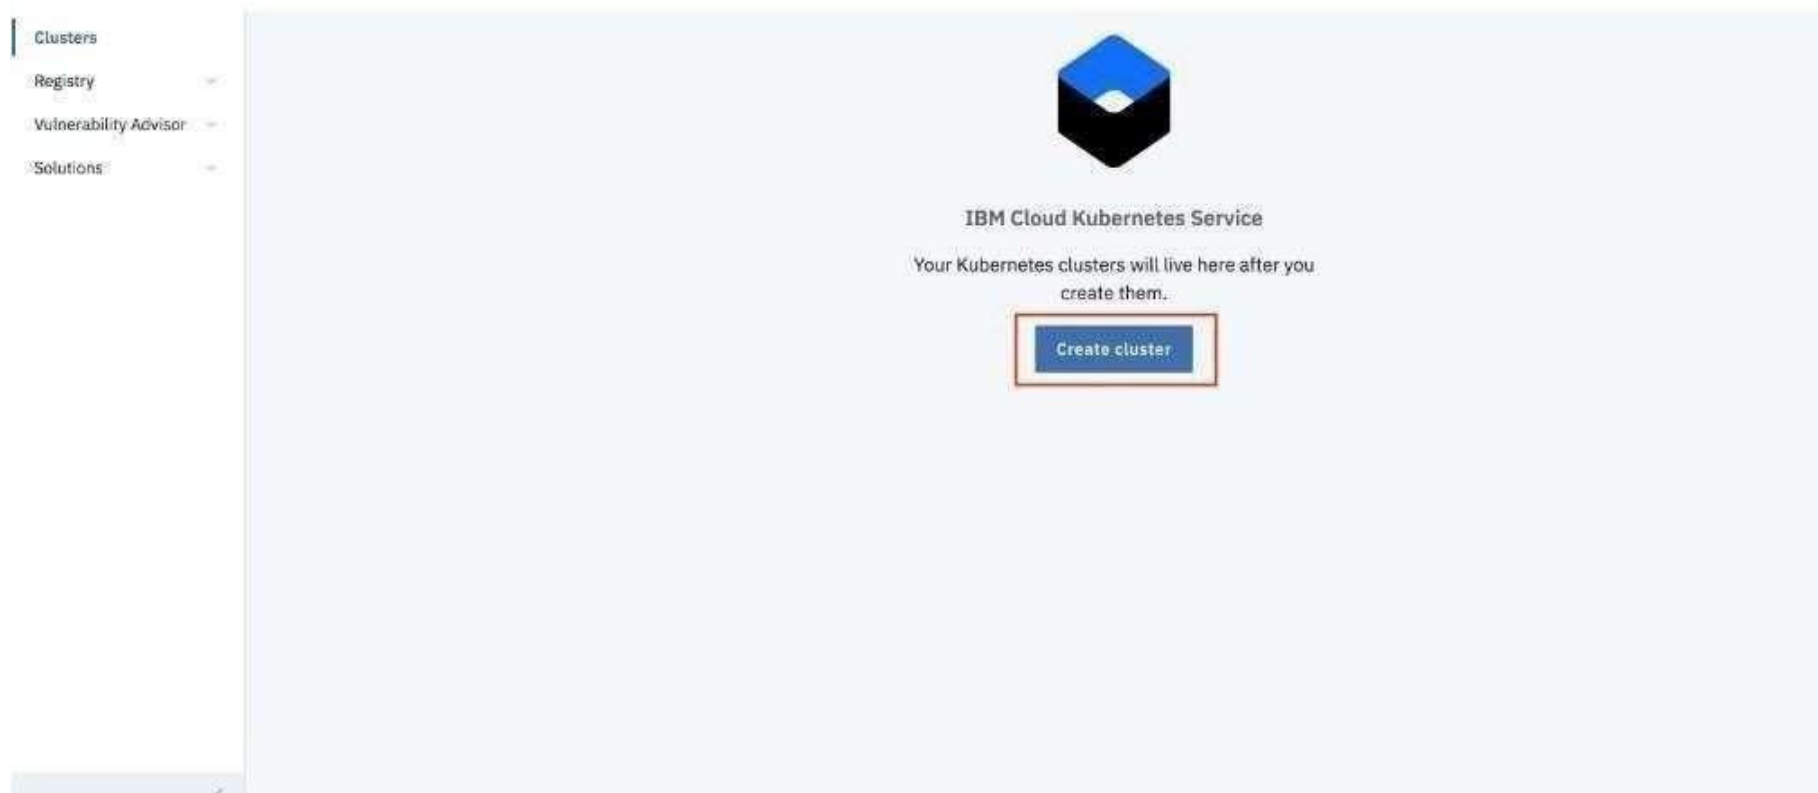 Clusters
Registry
Vulnerability Advisor
Solutions
IBM Cloud Kubernetes Service
Your Kubernetes clusters will live here after you
create them.
Create cluster